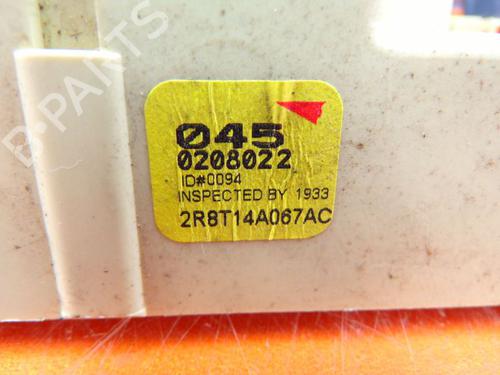 B-PARTS
045
0208022
ID#0094
INSPECTED BY 1933
2R8T14A067AC